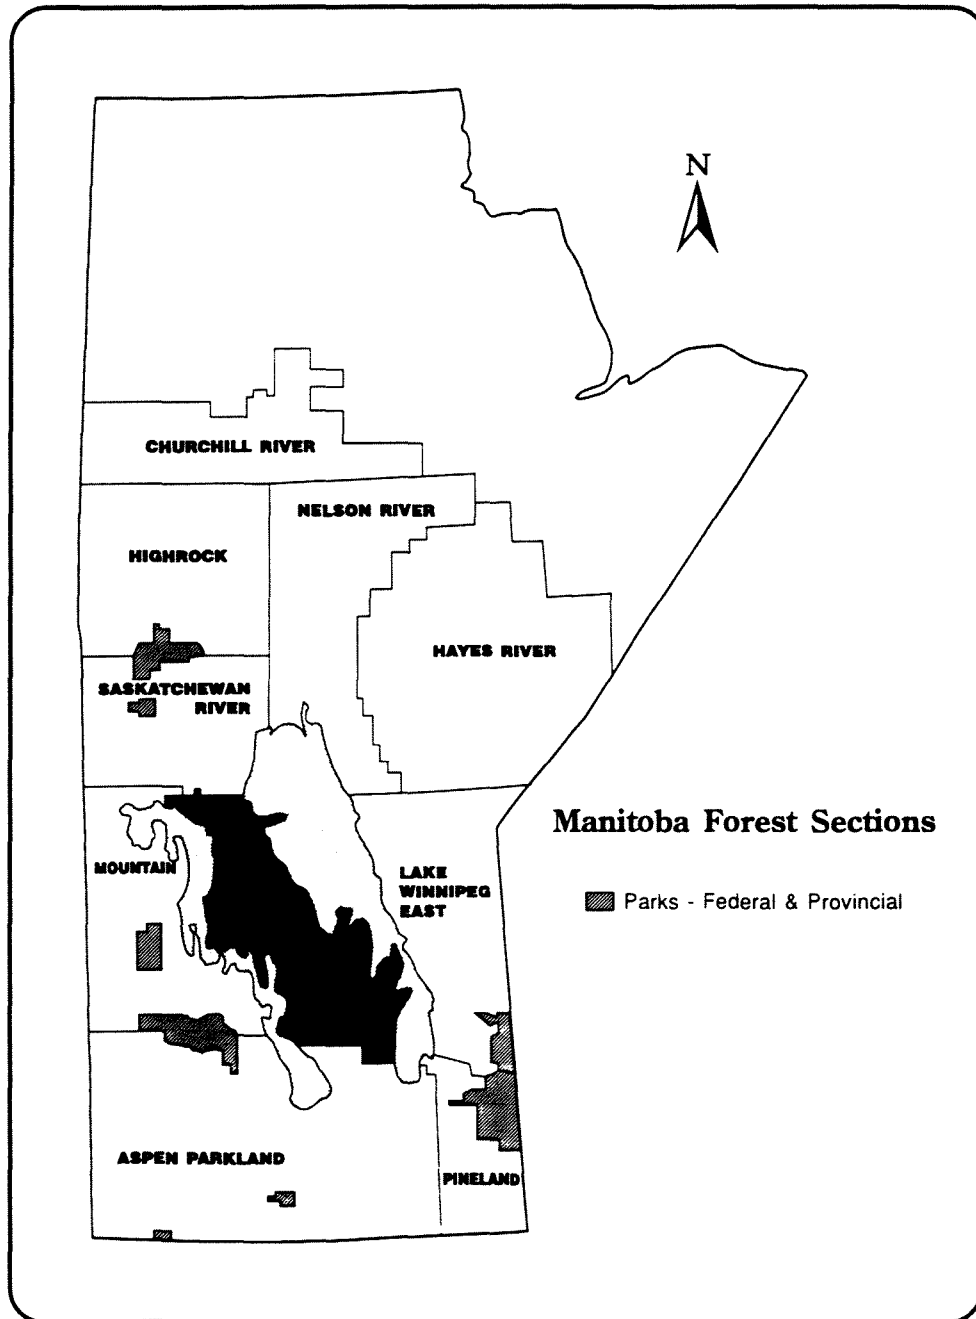 N
CHURCHILL RIVER
NELSON RIVER
HIGHROCK
HAYES RIVER
SASKATCHEWAN
RIVER
Manitoba Forest Sections
MOUNTAIN
LAKE
WINNIPEG
EAST
Parks - Federal & Provincial
ASPEN PARKLAND
PINELAND